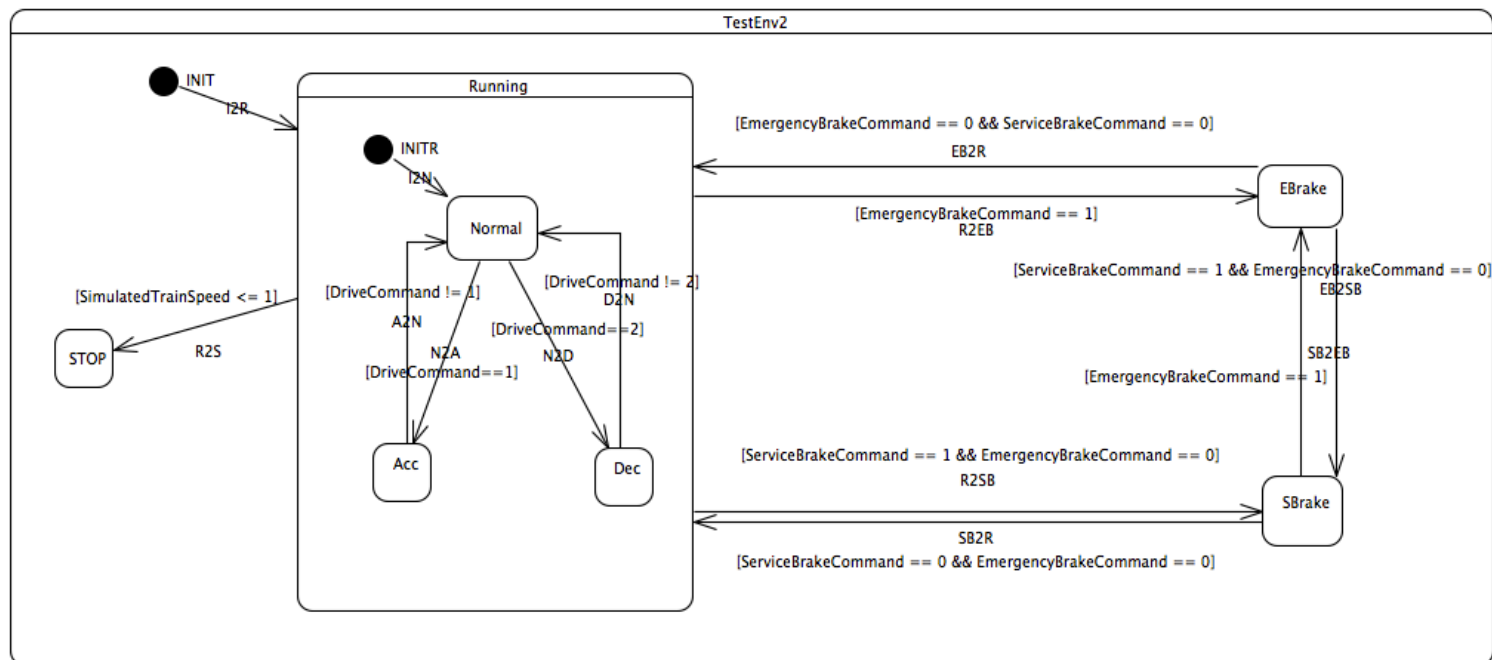 TestEnv2
INIT
I2R
Running
INITR
I2N
Normal
[EmergencyBrakeCommand == 0 && ServiceBrakeCommand == 0]
EB2R
EBrake
[EmergencyBrakeCommand == 1]
R2EB
[ServiceBrakeCommand == 1 && EmergencyBrakeCommand == 0]
EB2SB
[SimulatedTrainSpeed <= 1]
R2S
STOP
[DriveCommand != 1]
A2N
[DriveCommand != 2]
D2N
[DriveCommand==2]
N2D
N2A
[DriveCommand==1]
SB2EB
[EmergencyBrakeCommand == 1]
Acc
Dec
[ServiceBrakeCommand == 1 && EmergencyBrakeCommand == 0]
R2SB
SBrake
SB2R
[ServiceBrakeCommand == 0 && EmergencyBrakeCommand == 0]